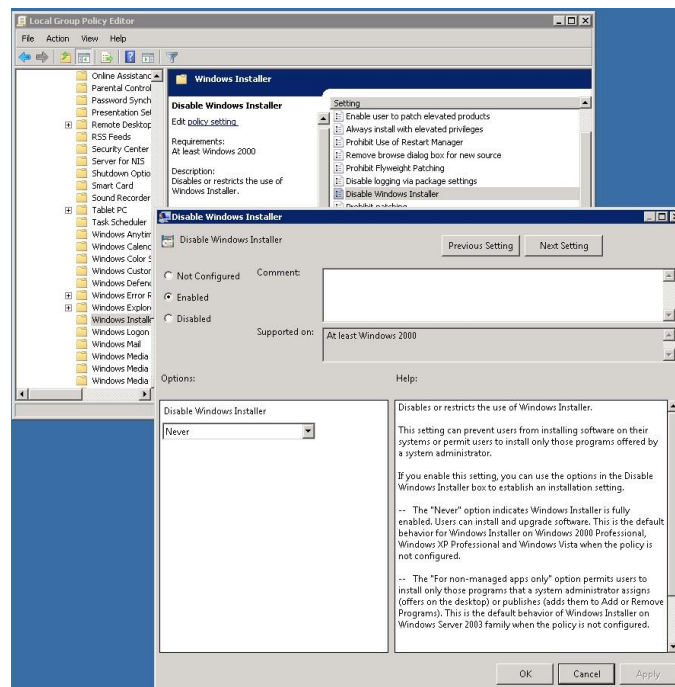 Local Group Policy Editor
File Action View Help
Online Assistanc
Parental Control
Password Synch
Presentation Set
Remote Desktop
RSS Feeds
Security Center
Server for NIS
Shutdown Optio
Smart Card
Sound Recorder
Tablet PC
Task Scheduler
Windows Anytim
Windows Calenc
Windows Color S
Windows Custor
Windows Defend
Windows Error R
Windows Explore
Windows Installe
Windows Logon
Windows Mail
Windows Media
Windows Media
Windows Media
Windows Installer
Disable Windows Installer
Edit policy setting
Requirements:
At least Windows 2000
Description:
Disables or restricts the use of
Windows Installer.
Setting
Enable user to patch elevated products
Always install with elevated privileges
Prohibit Use of Restart Manager
Remove browse dialog box for new source
Prohibit Flyweight Patching
Disable logging via package settings
Disable Windows Installer
Prohibit patching
Disable Windows Installer
Disable Windows Installer
Previous Setting Next Setting
Not Configured Comment:
Enabled
Disabled
Supported on: At least Windows 2000
Options: Help:
Disable Windows Installer
Never
Disables or restricts the use of Windows Installer.
This setting can prevent users from installing software on their
systems or permit users to install only those programs offered by
a system administrator.
If you enable this setting, you can use the options in the Disable
Windows Installer box to establish an installation setting.
-- The "Never" option indicates Windows Installer is fully
enabled. Users can install and upgrade software. This is the default
behavior for Windows Installer on Windows 2000 Professional,
Windows XP Professional and Windows Vista when the policy is
not configured.
-- The "For non-managed apps only" option permits users to
install only those programs that a system administrator assigns
(offers on the desktop) or publishes (adds them to Add or Remove
Programs). This is the default behavior of Windows Installer on
Windows Server 2003 family when the policy is not configured.
OK Cancel Apply